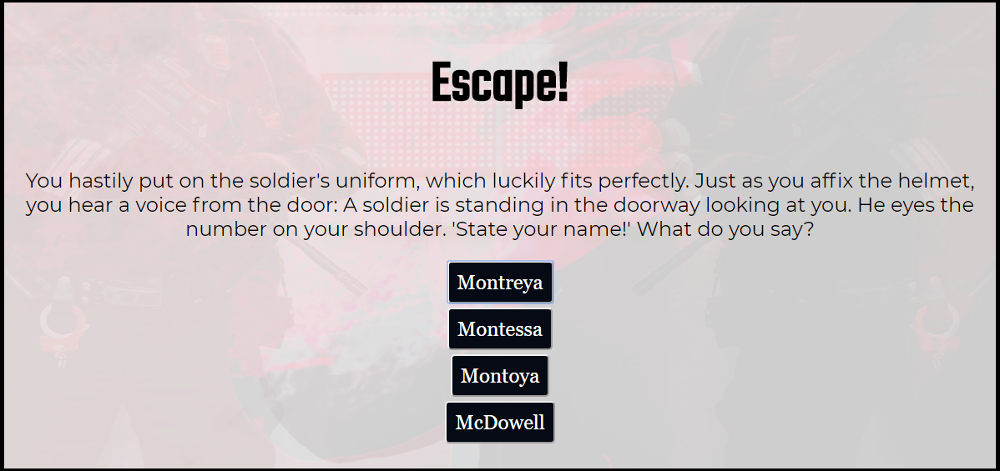 Escape!
You hastily put on the soldier's uniform, which luckily fits perfectly. Just as you affix the helmet,
you hear a voice from the door: A soldier is standing in the doorway looking at you. He eyes the
number on your shoulder. 'State your name!' What do you say?
Montreya
Montessa
Montoya
McDowell